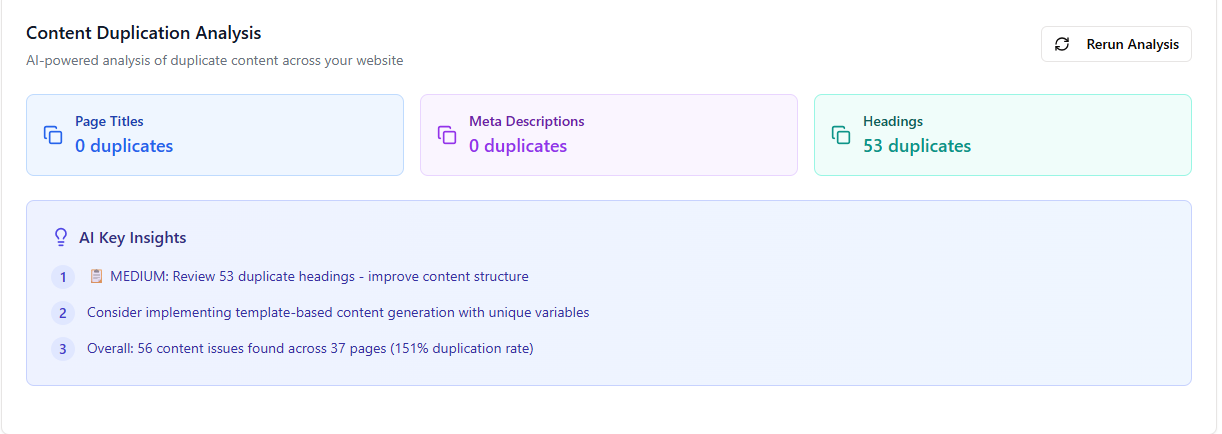 Content Duplication Analysis
AI-powered analysis of duplicate content across your website
Rerun Analysis
Page Titles
0 duplicates
Meta Descriptions
0 duplicates
Headings
53 duplicates
AI Key Insights
1 📋 MEDIUM: Review 53 duplicate headings - improve content structure
2 Consider implementing template-based content generation with unique variables
3 Overall: 56 content issues found across 37 pages (151% duplication rate)